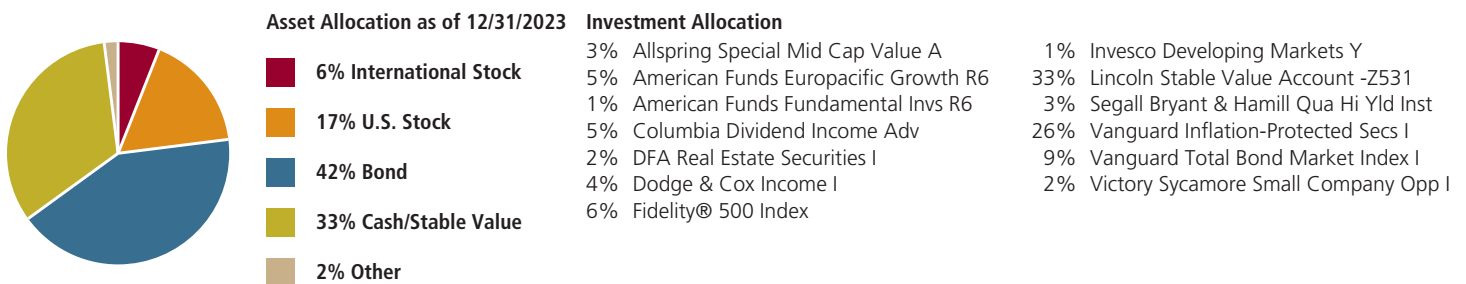 Asset Allocation as of 12/31/2023
6% International Stock
17% U.S. Stock
42% Bond
33% Cash/Stable Value
2% Other
Investment Allocation
3% Allspring Special Mid Cap Value A
5% American Funds Europacific Growth R6
1% American Funds Fundamental Invs R6
5% Columbia Dividend Income Adv
2% DFA Real Estate Securities I
4% Dodge & Cox Income I
6% Fidelity® 500 Index
1% Invesco Developing Markets Y
33% Lincoln Stable Value Account -Z531
3% Segall Bryant & Hamill Qua Hi Yld Inst
26% Vanguard Inflation-Protected Secs I
9% Vanguard Total Bond Market Index I
2% Victory Sycamore Small Company Opp I